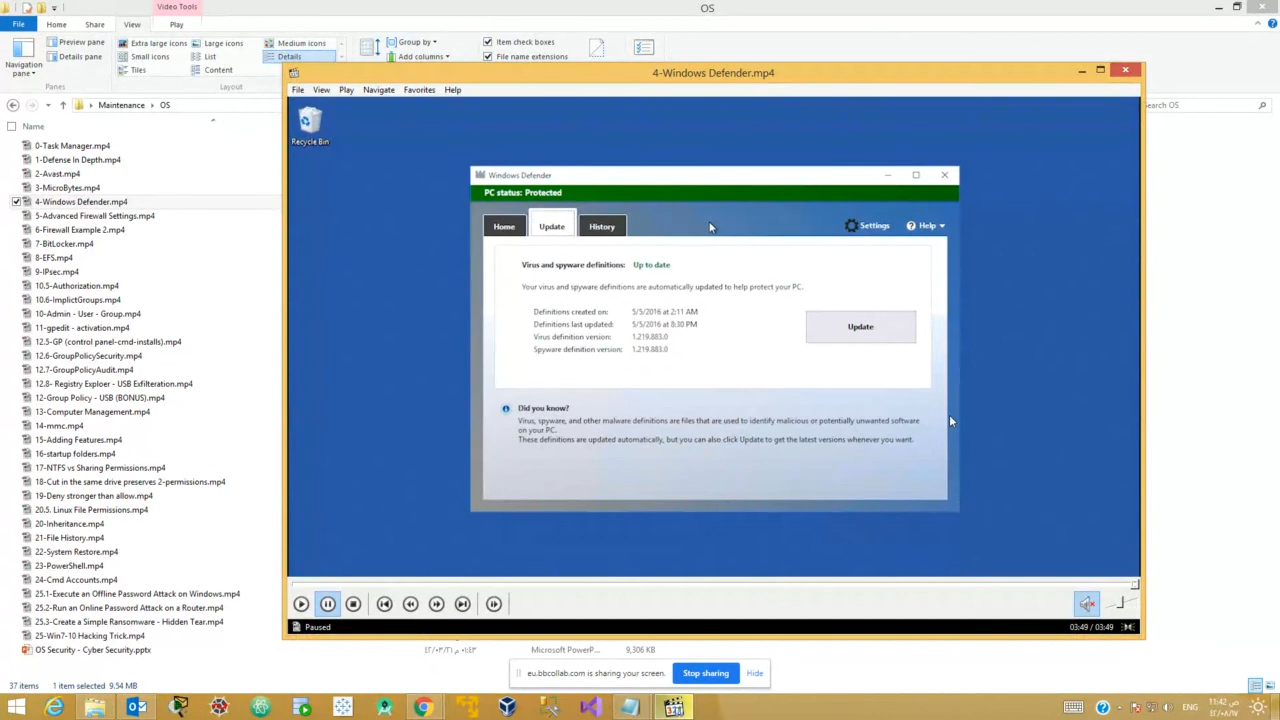 Video Tools
OS
File
Home
Share
View
Play
Navigation pane
Preview pane
Details pane
Panes
Extra large icons
Large icons
Medium icons
Small icons
List
Details
Tiles
Content
Layout
Group by
Add columns
Item check boxes
File name extensions
Maintenance
OS
Search OS
Name
0-Task Manager.mp4
1-Defense In Depth.mp4
2-Avast.mp4
3-MicroBytes.mp4
4-Windows Defender.mp4
5-Advanced Firewall Settings.mp4
6-Firewall Example 2.mp4
7-BitLocker.mp4
8-EFS.mp4
9-IPsec.mp4
10.5-Authorization.mp4
10.6-ImplictGroups.mp4
10-Admin - User - Group.mp4
11-gpedit - activation.mp4
12.5-GP (control panel-cmd-installs).mp4
12.6-GroupPolicySecurity.mp4
12.7-GroupPolicyAudit.mp4
12.8- Registry Exploer - USB Exfilteration.mp4
12-Group Policy - USB (BONUS).mp4
13-Computer Management.mp4
14-mmc.mp4
15-Adding Features.mp4
16-startup folders.mp4
17-NTFS vs Sharing Permissions.mp4
18-Cut in the same drive preserves 2-permissions.mp4
19-Deny stronger than allow.mp4
20.5. Linux File Permissions.mp4
20-Inheritance.mp4
21-File History.mp4
22-System Restore.mp4
23-PowerShell.mp4
24-Cmd Accounts.mp4
25.1-Execute an Offline Password Attack on Windows.mp4
25.2-Run an Online Password Attack on a Router.mp4
25.3-Create a Simple Ransomware - Hidden Tear.mp4
25-Win7-10 Hacking Trick.mp4
OS Security - Cyber Security.pptx
Microsoft PowerP...
9,306 KB
37 items
1 item selected 9.54 MB
4-Windows Defender.mp4
File View Play Navigate Favorites Help
Recycle Bin
Windows Defender
PC status: Protected
Home
Update
History
Settings
Help
Virus and spyware definitions: Up to date
Your virus and spyware definitions are automatically updated to help protect your PC.
Definitions created on: 5/5/2016 at 2:11 AM
Definitions last updated: 5/5/2016 at 8:30 PM
Virus definition version: 1.219.883.0
Spyware definition version: 1.219.883.0
Update
Did you know?
Virus, spyware, and other malware definitions are files that are used to identify malicious or potentially unwanted software
on your PC.
These definitions are updated automatically, but you can also click Update to get the latest versions whenever you want.
Paused
03:49 / 03:49
eu.bbcollab.com is sharing your screen.
Stop sharing
Hide
ENG
11:42 ص